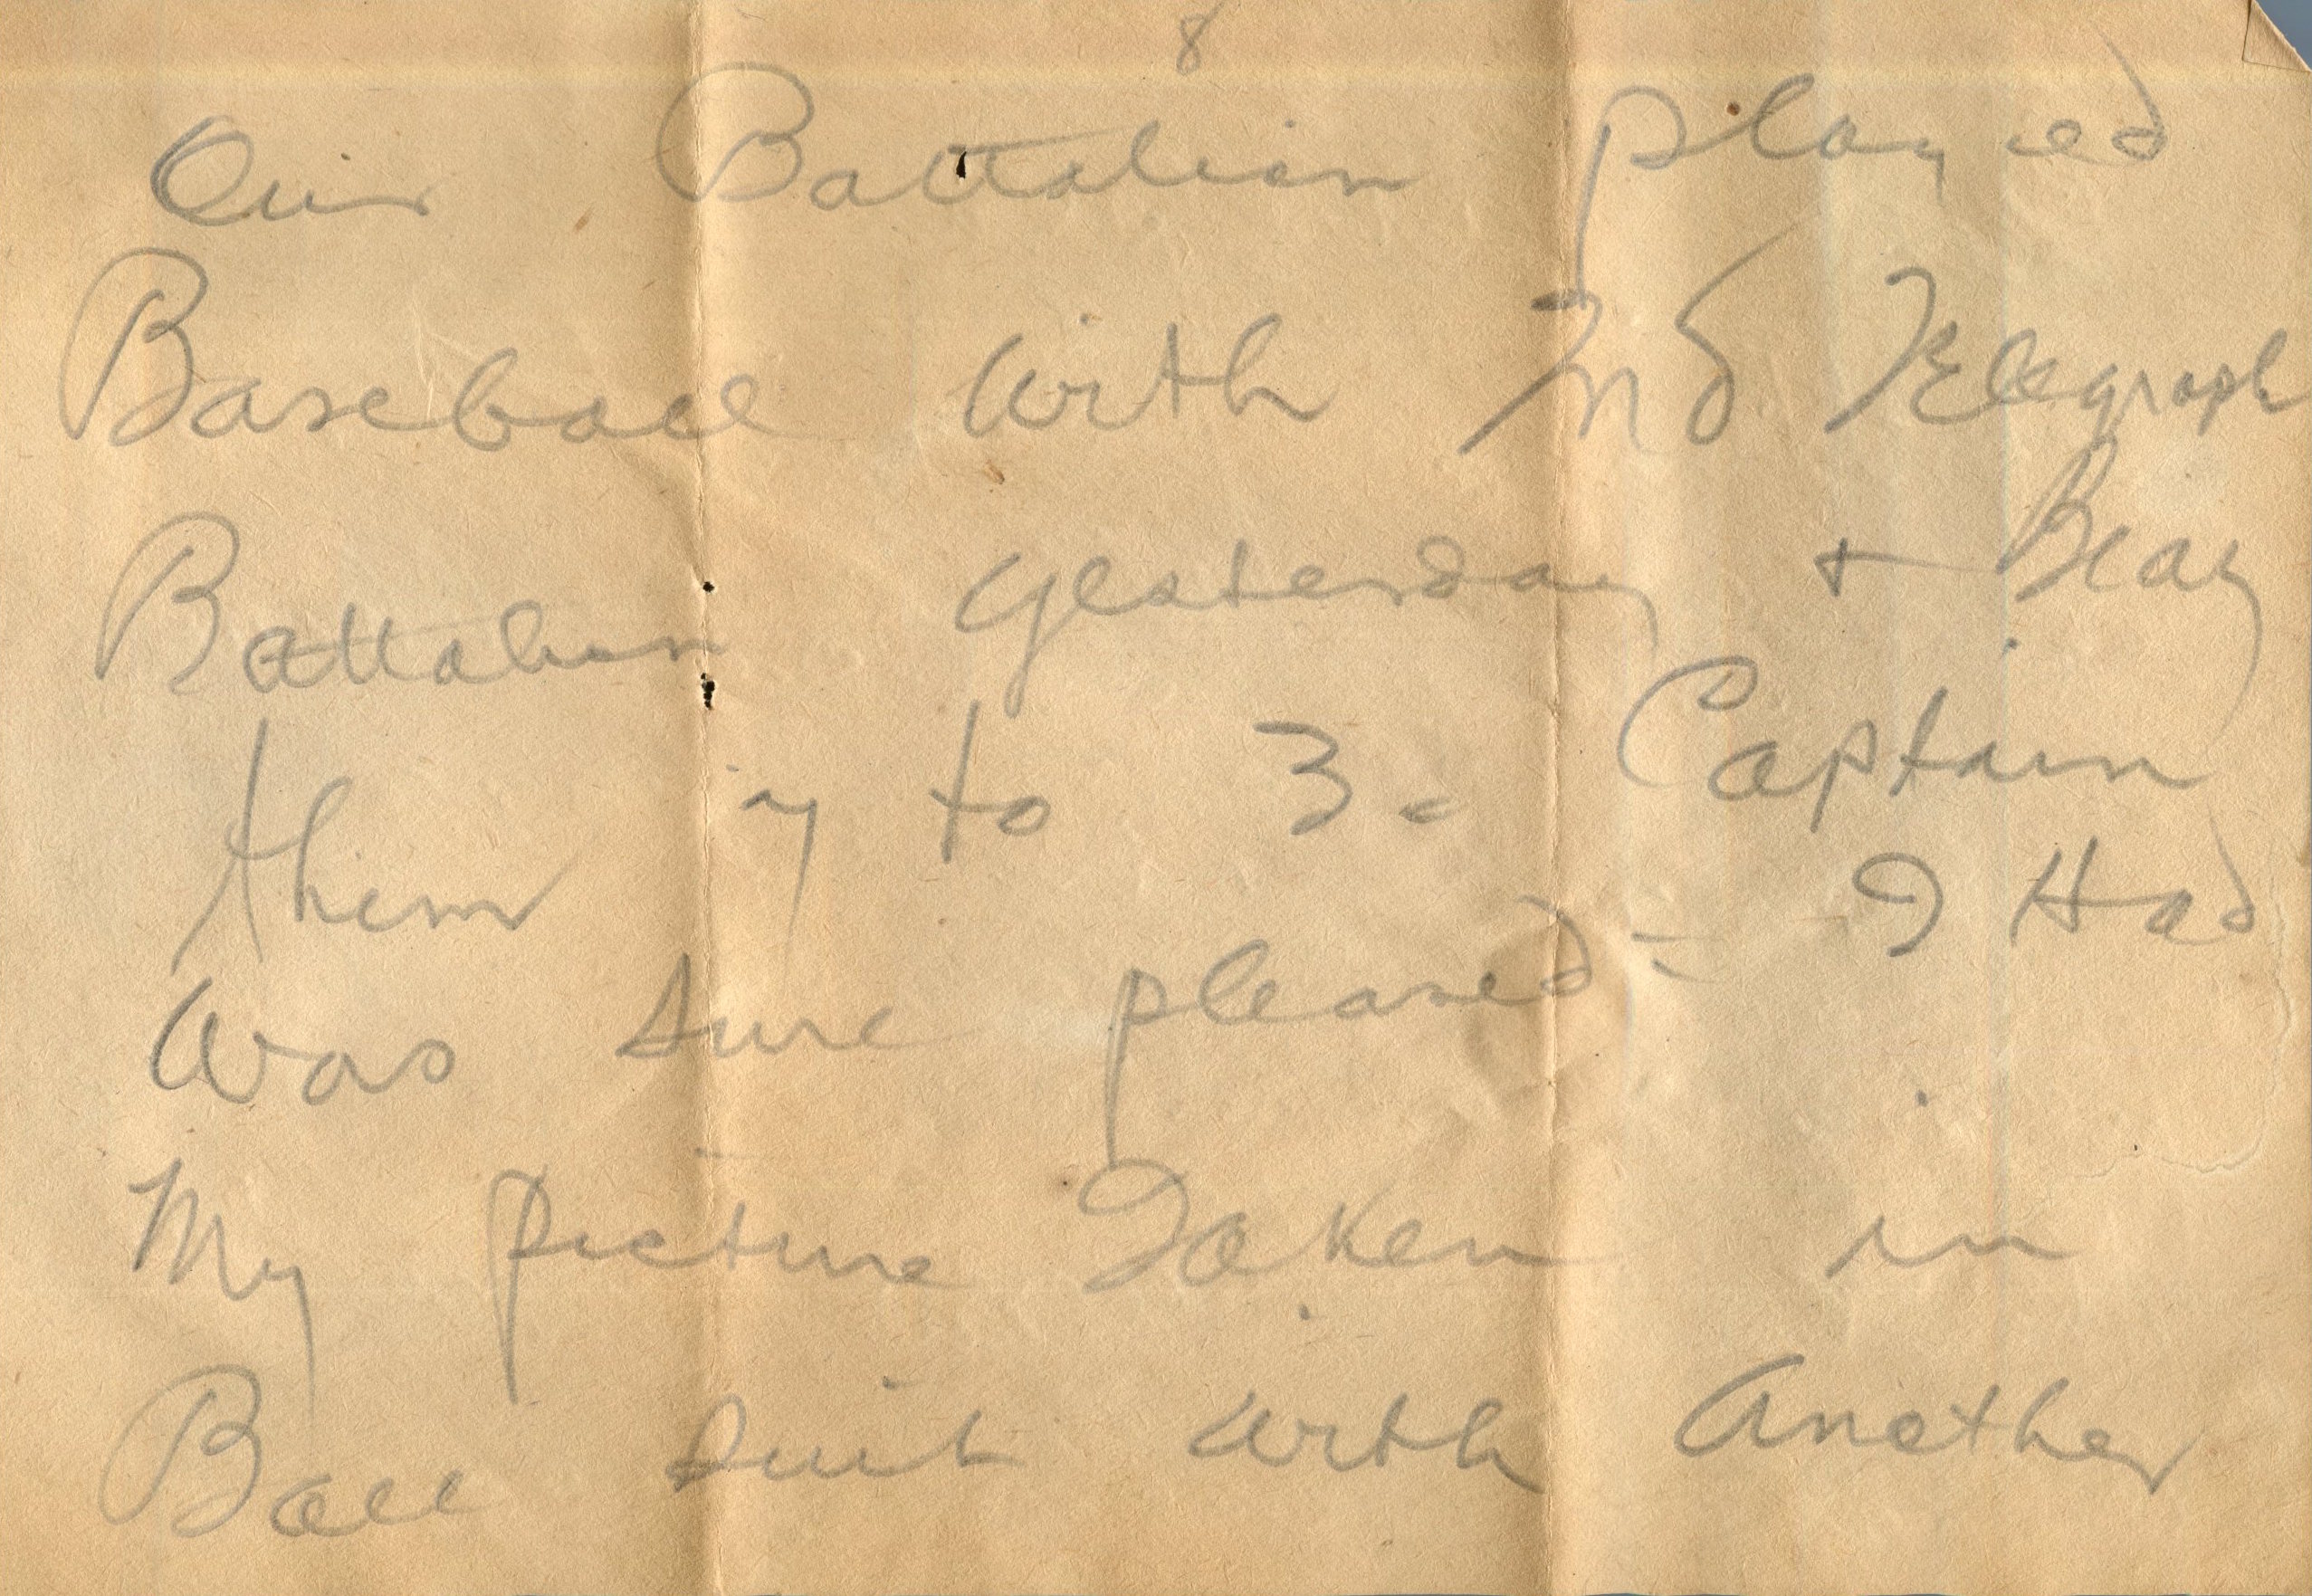 8
Our Battalion played
Baseball with Telegraph
Battalion yesterday + Beat
them 7 to 3. Captain
Was sure pleased - I Had
My picture Taken in
Ball suit with another